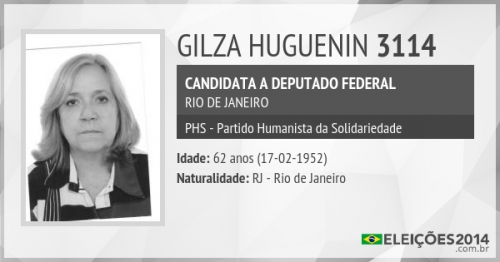 GILZA HUGUENIN 3114
CANDIDATA A DEPUTADO FEDERAL
RIO DE JANEIRO
PHS - Partido Humanista da Solidariedade
Idade: 62 anos (17-02-1952)
Naturalidade: RJ - Rio de Janeiro
ELEIÇÕES2014
.com.br